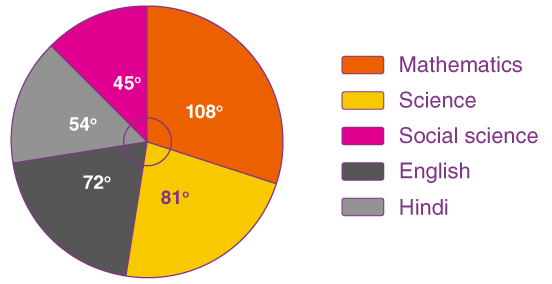 45°
108°
54°
72°
81°
Mathematics
Science
Social science
English
Hindi